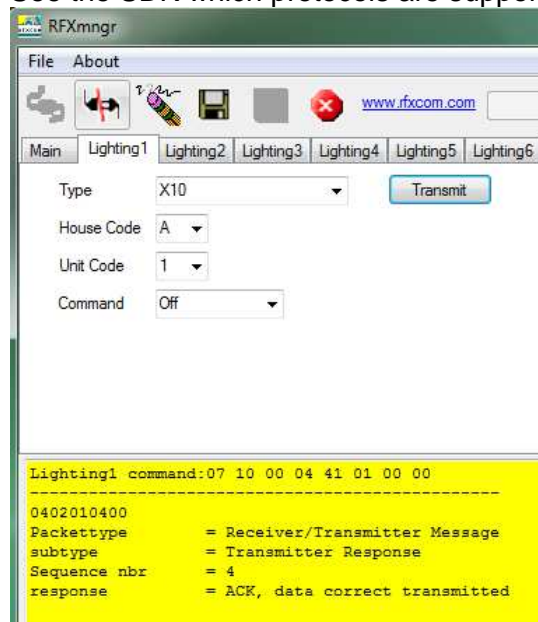 RFXmngr
File About
www.rfxcom.com
Main Lighting1 Lighting2 Lighting3 Lighting4 Lighting5 Lighting6
Type X10 Transmit
House Code A
Unit Code 1
Command Off
Lighting1 command:07 10 00 04 41 01 00 00
------------------------------------------------
0402010400
Packettype = Receiver/Transmitter Message
subtype = Transmitter Response
Sequence nbr = 4
response = ACK, data correct transmitted